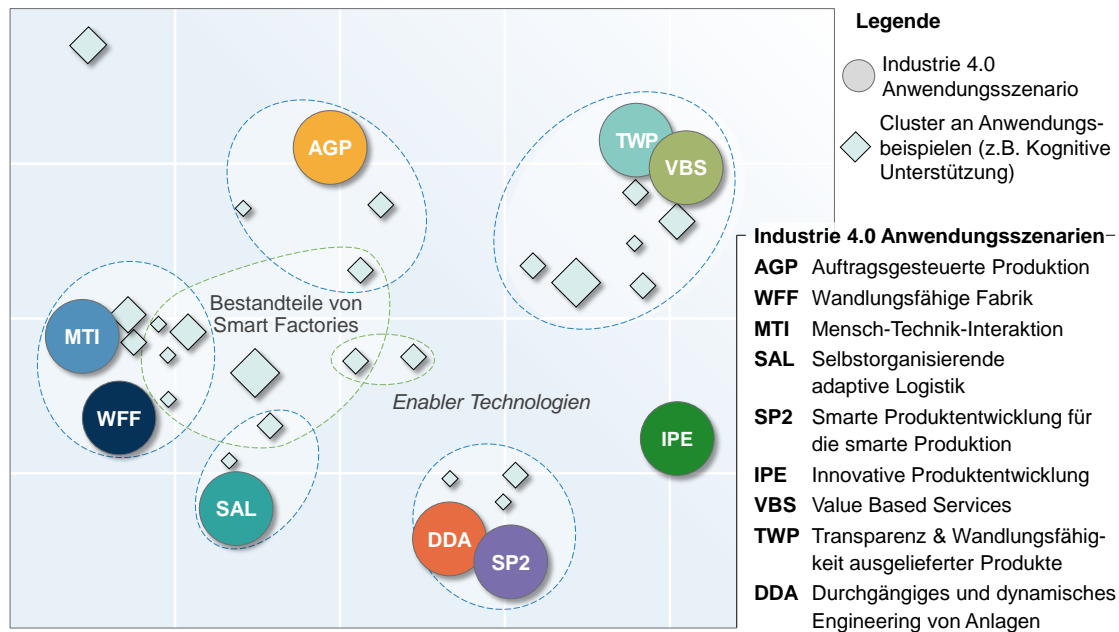 AGP
TWP
VBS
Bestandteile von
Smart Factories
MTI
WFF
Enabler Technologien
IPE
SAL
DDA
SP2
Legende
Industrie 4.0
Anwendungsszenario
Cluster an Anwendungs-
beispielen (z.B. Kognitive
Unterstützung)
Industrie 4.0 Anwendungsszenarien
AGP Auftragsgesteuerte Produktion
WFF Wandlungsfähige Fabrik
MTI Mensch-Technik-Interaktion
SAL Selbstorganisierende
adaptive Logistik
SP2 Smarte Produktentwicklung für
die smarte Produktion
IPE Innovative Produktentwicklung
VBS Value Based Services
TWP Transparenz & Wandlungsfähig-
keit ausgelieferter Produkte
DDA Durchgängiges und dynamisches
Engineering von Anlagen